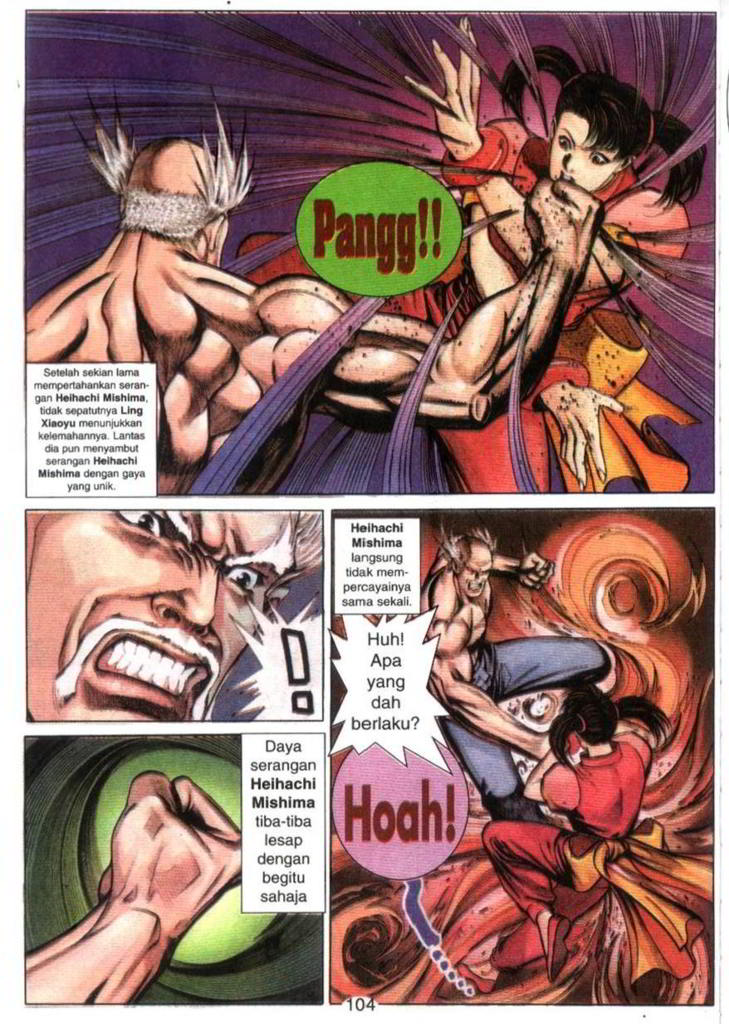 Pangg!!
Setelah sekian lama
mempertahankan seran-
gan Heihachi Mishima,
tidak sepatutnya Ling
Xiaoyu menunjukkan
kelemahannya. Lantas
dia pun menyambut
serangan Heihachi
Mishima dengan gaya
yang unik.
!
Heihachi
Mishima
langsung
tidak mem-
percayainya
sama sekali.
Huh!
Apa
yang
dah
berlaku?
Daya
serangan
Heihachi
Mishima
tiba-tiba
lesap
dengan
begitu
sahaja
Hoah!
104